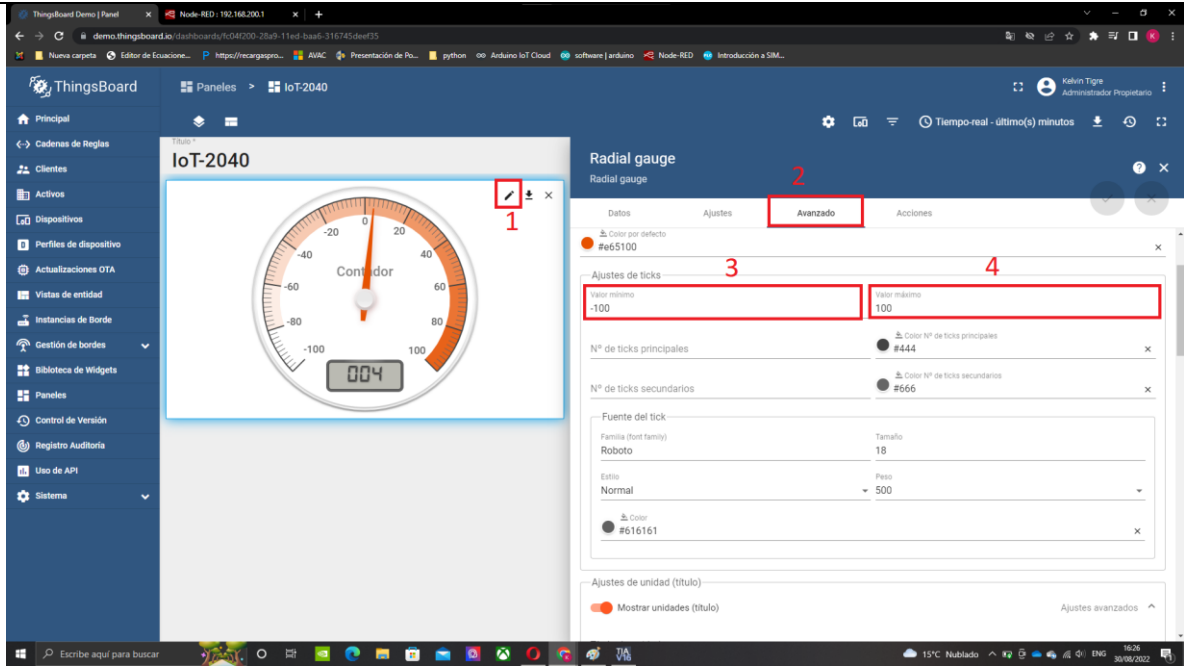 ThingsBoard Demo | Panel
Node-RED : 192.168.200.1
demo.thingsboard.io/dashboards/fc04f200-28a9-11ed-baa6-316745deef35
Nueva carpeta
Editor de Ecuacione...
https://recargaspro...
AVAC
Presentación de Po...
python
Arduino IoT Cloud
software | arduino
Node-RED
Introducción a SIM...
ThingsBoard
Paneles > IoT-2040
Kelvin Tigre
Administrador Propietario
Tiempo-real - último(s) minutos
Principal
Cadenas de Reglas
Clientes
Activos
Dispositivos
Perfiles de dispositivo
Actualizaciones OTA
Vistas de entidad
Instancias de Borde
Gestión de bordes
Bibloteca de Widgets
Paneles
Control de Versión
Registro Auditoría
Uso de API
Sistema
Título *
IoT-2040
1
-100
-80
-60
-40
-20
0
20
40
60
80
100
Contador
004
Radial gauge
Radial gauge
2
Datos
Ajustes
Avanzado
Acciones
Color por defecto
#e65100
Ajustes de ticks
3
4
Valor mínimo
-100
Valor máximo
100
Nº de ticks principales
Color Nº de ticks principales
#444
Nº de ticks secundarios
Color Nº de ticks secundarios
#666
Fuente del tick
Familia (font family)
Roboto
Tamaño
18
Estilo
Normal
Peso
500
Color
#616161
Ajustes de unidad (título)
Mostrar unidades (título)
Ajustes avanzados
Escribe aquí para buscar
15°C Nublado
ENG
16:26
30/08/2022